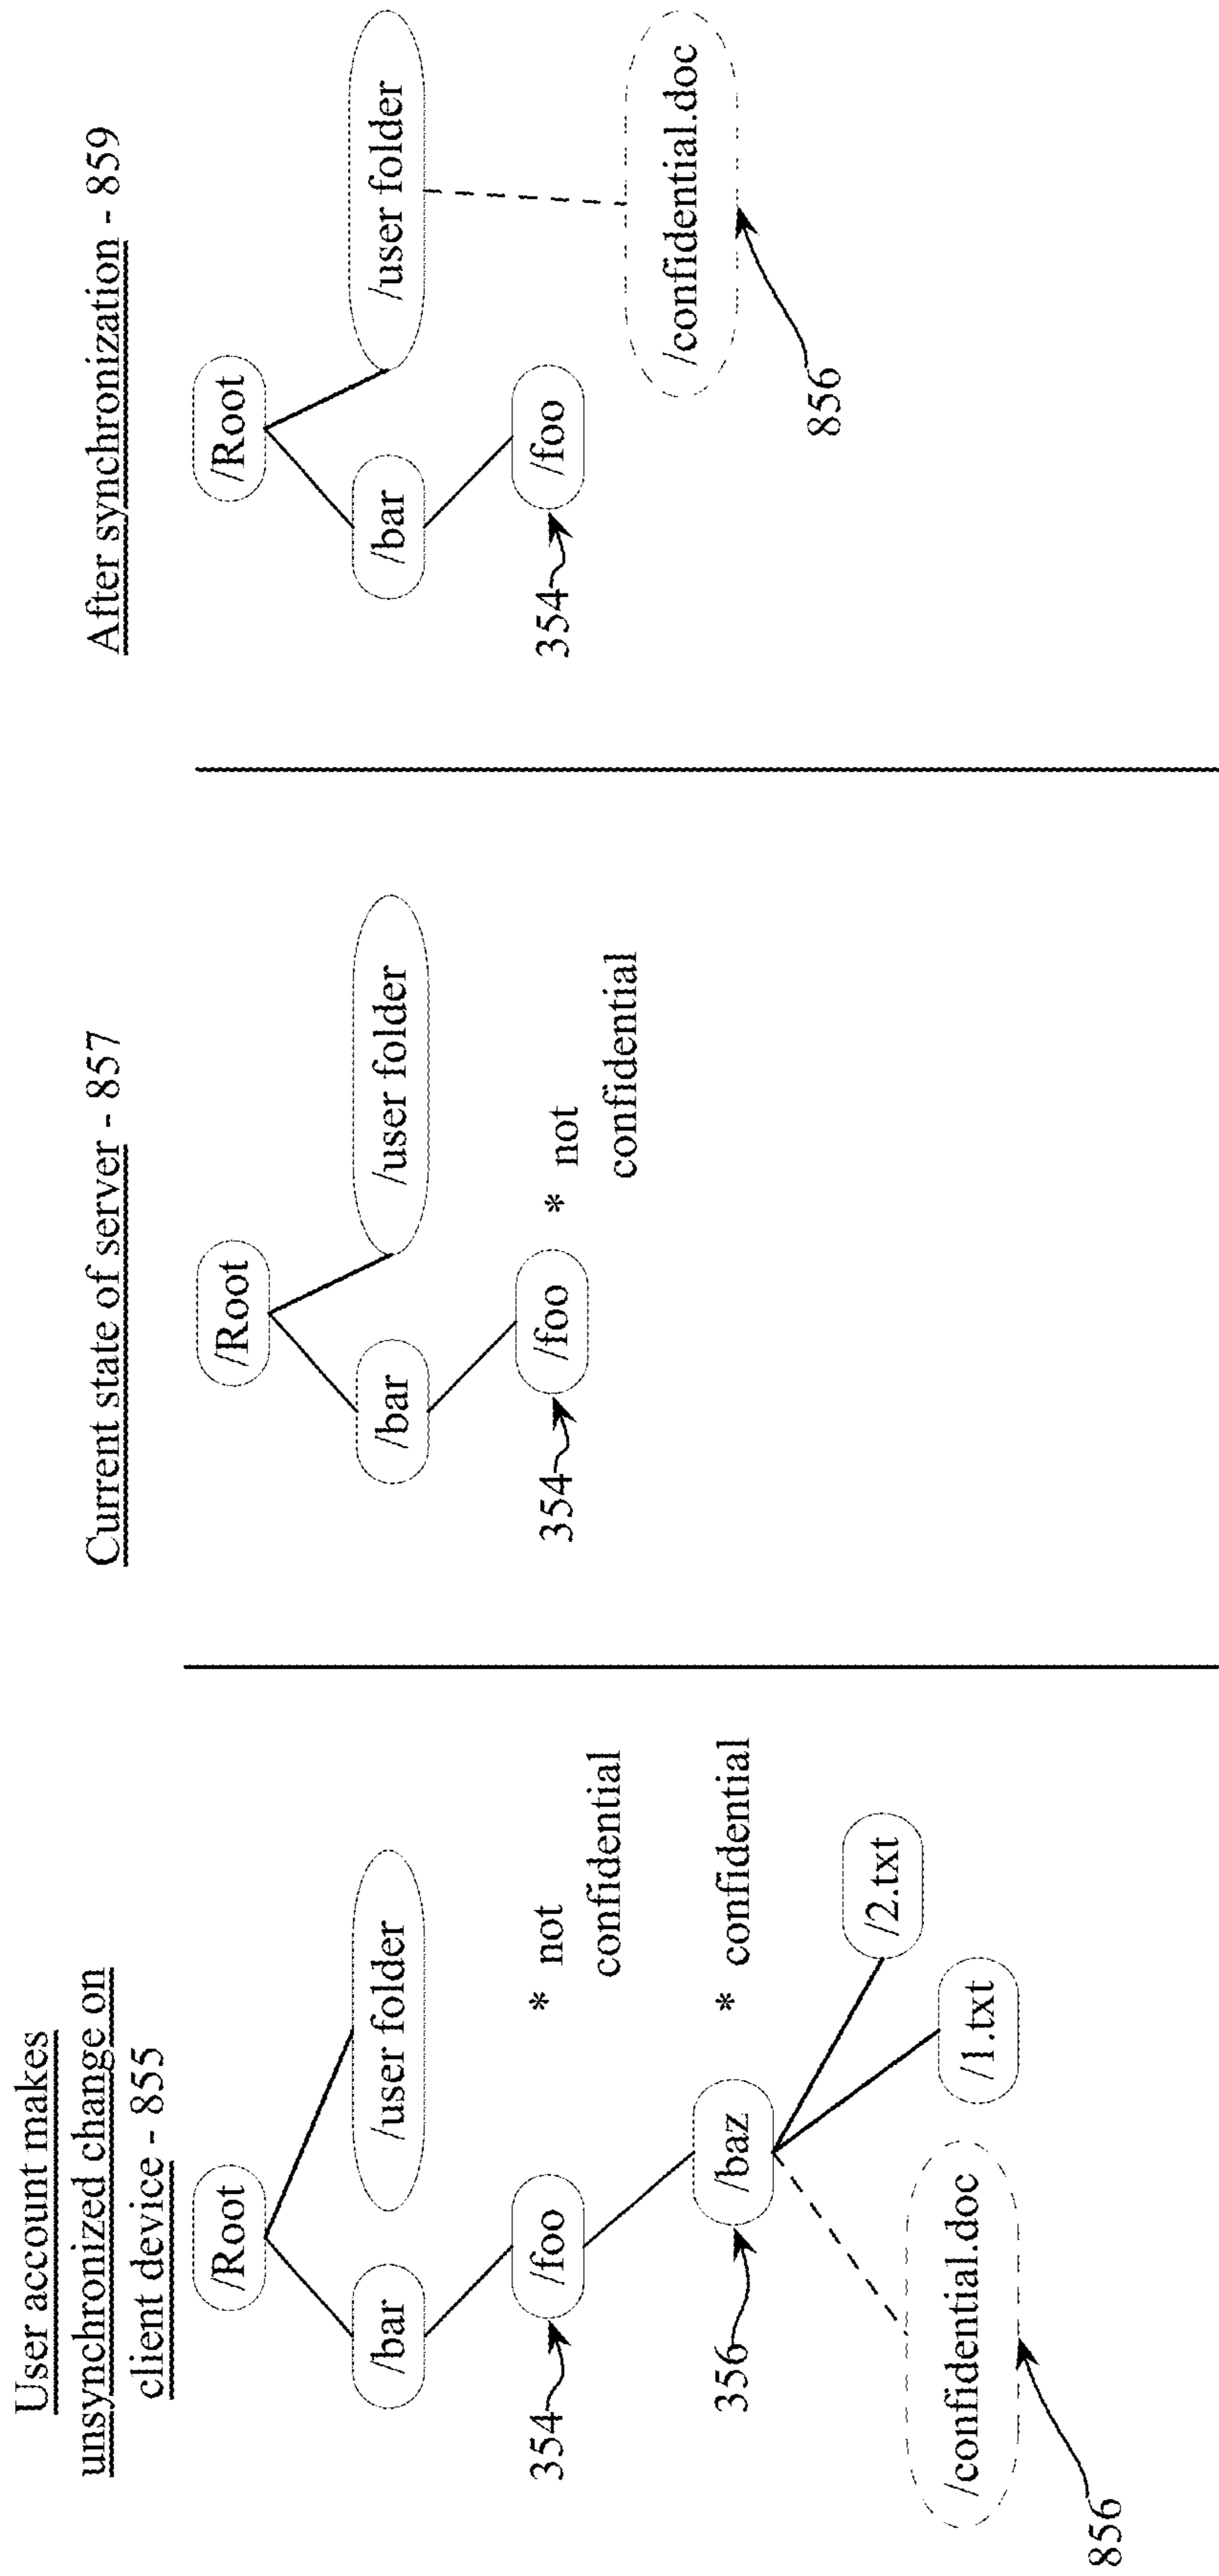 User account makes
unsynchronized change on
client device - 855
/Root
/bar
/user folder
354
/foo
* not
confidential
356
/baz
* confidential
/confidential.doc
/1.txt
/2.txt
856
Current state of server - 857
/Root
/bar
/user folder
354
/foo
* not
confidential
After synchronization - 859
/Root
/bar
/user folder
354
/foo
/confidential.doc
856